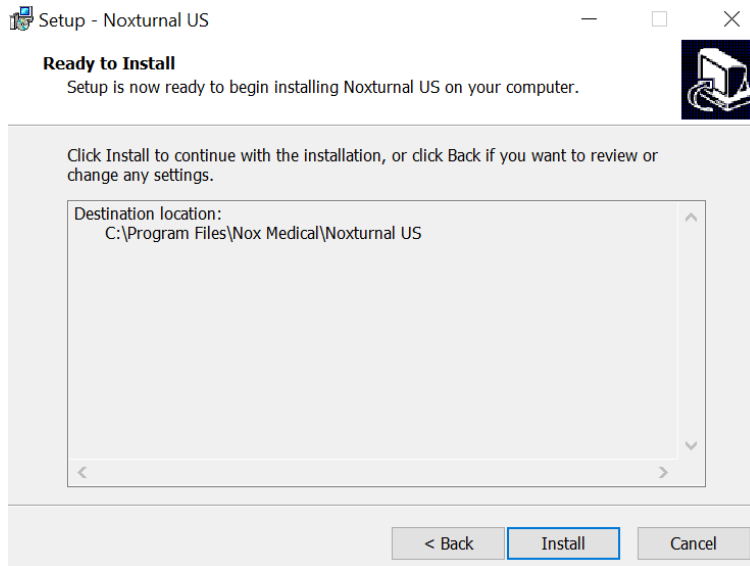 Setup - Noxturnal US
Ready to Install
Setup is now ready to begin installing Noxturnal US on your computer.
Click Install to continue with the installation, or click Back if you want to review or
change any settings.
Destination location:
C:\Program Files\Nox Medical\Noxturnal US
< Back
Install
Cancel